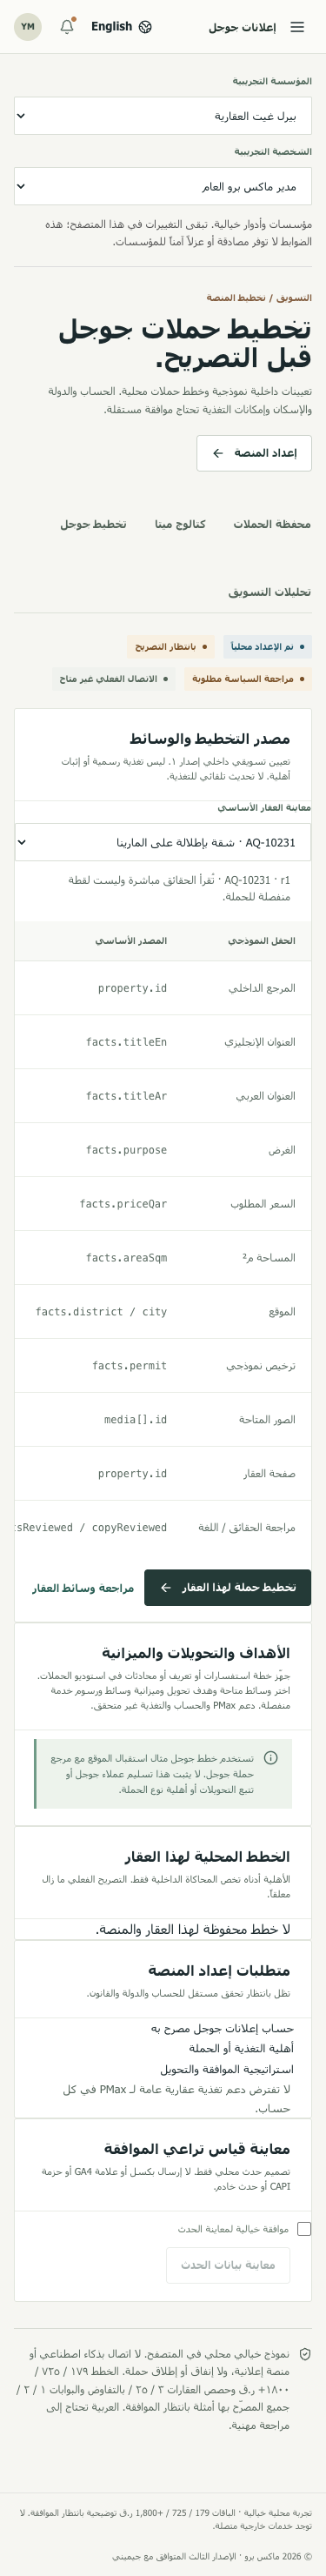 إعلانات جوجل
English
YM
المؤسسة التجريبية
بيرل غيت العقارية
الشخصية التجريبية
مدير ماكس برو العام
مؤسسات وأدوار خيالية. تبقى التغييرات في هذا المتصفح؛ هذه
الضوابط لا توفر مصادقة أو عزلاً آمناً للمؤسسات.
التسويق / تخطيط المنصة
تخطيط حملات جوجل
قبل التصريح.
تعيينات داخلية نموذجية وخطط حملات محلية. الحساب والدولة
والإسكان وإمكانات التغذية تحتاج موافقة مستقلة.
إعداد المنصة
محفظة الحملات
كتالوج ميتا
تخطيط جوجل
تحليلات التسويق
تم الإعداد محلياً
بانتظار التصريح
مراجعة السياسة مطلوبة
الاتصال الفعلي غير متاح
مصدر التخطيط والوسائط
تعيين تسويقي داخلي إصدار ١. ليس تغذية رسمية أو إثبات
أهلية. لا تحديث تلقائي للتغذية.
معاينة العقار الأساسي
AQ-10231 · شقة بإطلالة على المارينا
AQ-10231 · r1 · تُقرأ الحقائق مباشرة وليست لقطة
منفصلة للحملة.
الحقل النموذجي
المصدر الأساسي
المرجع الداخلي
property.id
العنوان الإنجليزي
facts.titleEn
العنوان العربي
facts.titleAr
الغرض
facts.purpose
السعر المطلوب
facts.priceQar
المساحة م²
facts.areaSqm
الموقع
facts.district / city
ترخيص نموذجي
facts.permit
الصور المتاحة
media[].id
صفحة العقار
property.id
مراجعة الحقائق / اللغة
tsReviewed / copyReviewed
تخطيط حملة لهذا العقار
مراجعة وسائط العقار
الأهداف والتحويلات والميزانية
جهّز خطة استفسارات أو تعريف أو محادثات في استوديو الحملات.
اختر وسائط متاحة وهدف تحويل وميزانية وسائط ورسوم خدمة
منفصلة. دعم PMax والحساب والتغذية غير متحقق.
تستخدم خطط جوجل مثال استقبال الموقع مع مرجع
حملة جوجل. لا يثبت هذا تسليم عملاء جوجل أو
تتبع التحويلات أو أهلية نوع الحملة.
الخطط المحلية لهذا العقار
الأهلية أدناه تخص المحاكاة الداخلية فقط. التصريح الفعلي ما زال
معلقاً.
لا خطط محفوظة لهذا العقار والمنصة.
متطلبات إعداد المنصة
تظل بانتظار تحقق مستقل للحساب والدولة والقانون.
حساب إعلانات جوجل مصرح به
أهلية التغذية أو الحملة
استراتيجية الموافقة والتحويل
لا تفترض دعم تغذية عقارية عامة لـ PMax في كل
حساب.
معاينة قياس تراعي الموافقة
تصميم حدث محلي فقط. لا إرسال بكسل أو علامة GA4 أو حزمة
CAPI أو حدث خادم.
موافقة خيالية لمعاينة الحدث
معاينة بيانات الحدث
نموذج خيالي محلي في المتصفح. لا اتصال بذكاء اصطناعي أو
منصة إعلانية، ولا إنفاق أو إطلاق حملة. الخطط ١٧٩ / ٧٢٥ /
١٨٠٠+ ر.ق وحصص العقارات ٣ / ٢٥ / بالتفاوض والبوابات ١ / ٢ /
جميع المصرّح بها أمثلة بانتظار الموافقة. العربية تحتاج إلى
مراجعة مهنية.
تجربة محلية خيالية · الباقات 179 / 725 / +1,800 ر.ق توضيحية بانتظار الموافقة. لا
توجد خدمات خارجية متصلة.
© 2026 ماكس برو · الإصدار الثالث المتوافق مع جيميني